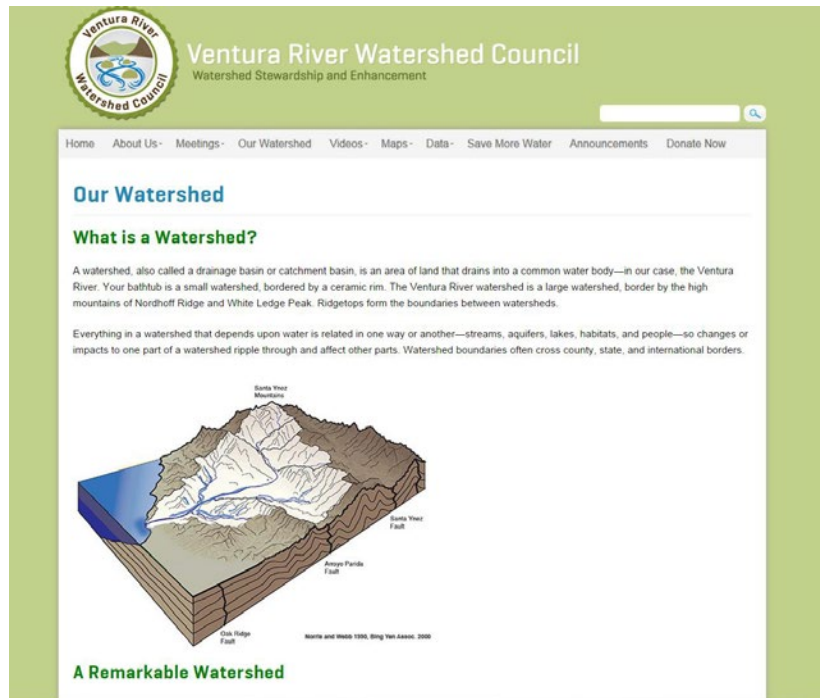 Ventura River
Watershed Council
Ventura River Watershed Council
Watershed Stewardship and Enhancement
Home About Us Meetings Our Watershed Videos Maps Data Save More Water Announcements Donate Now
Our Watershed
What is a Watershed?
A watershed, also called a drainage basin or catchment basin, is an area of land that drains into a common water body—in our case, the Ventura
River. Your bathtub is a small watershed, bordered by a ceramic rim. The Ventura River watershed is a large watershed, border by the high
mountains of Nordhoff Ridge and White Ledge Peak. Ridgetops form the boundaries between watersheds.
Everything in a watershed that depends upon water is related in one way or another—streams, aquifers, lakes, habitats, and people—so changes or
impacts to one part of a watershed ripple through and affect other parts. Watershed boundaries often cross county, state, and international borders.
Santa Ynez
Mountains
Santa Ynez
Fault
Arroyo Parida
Fault
Oak Ridge
Fault
Norris and Webb 1990, Bing Yen Assoc. 2000
A Remarkable Watershed